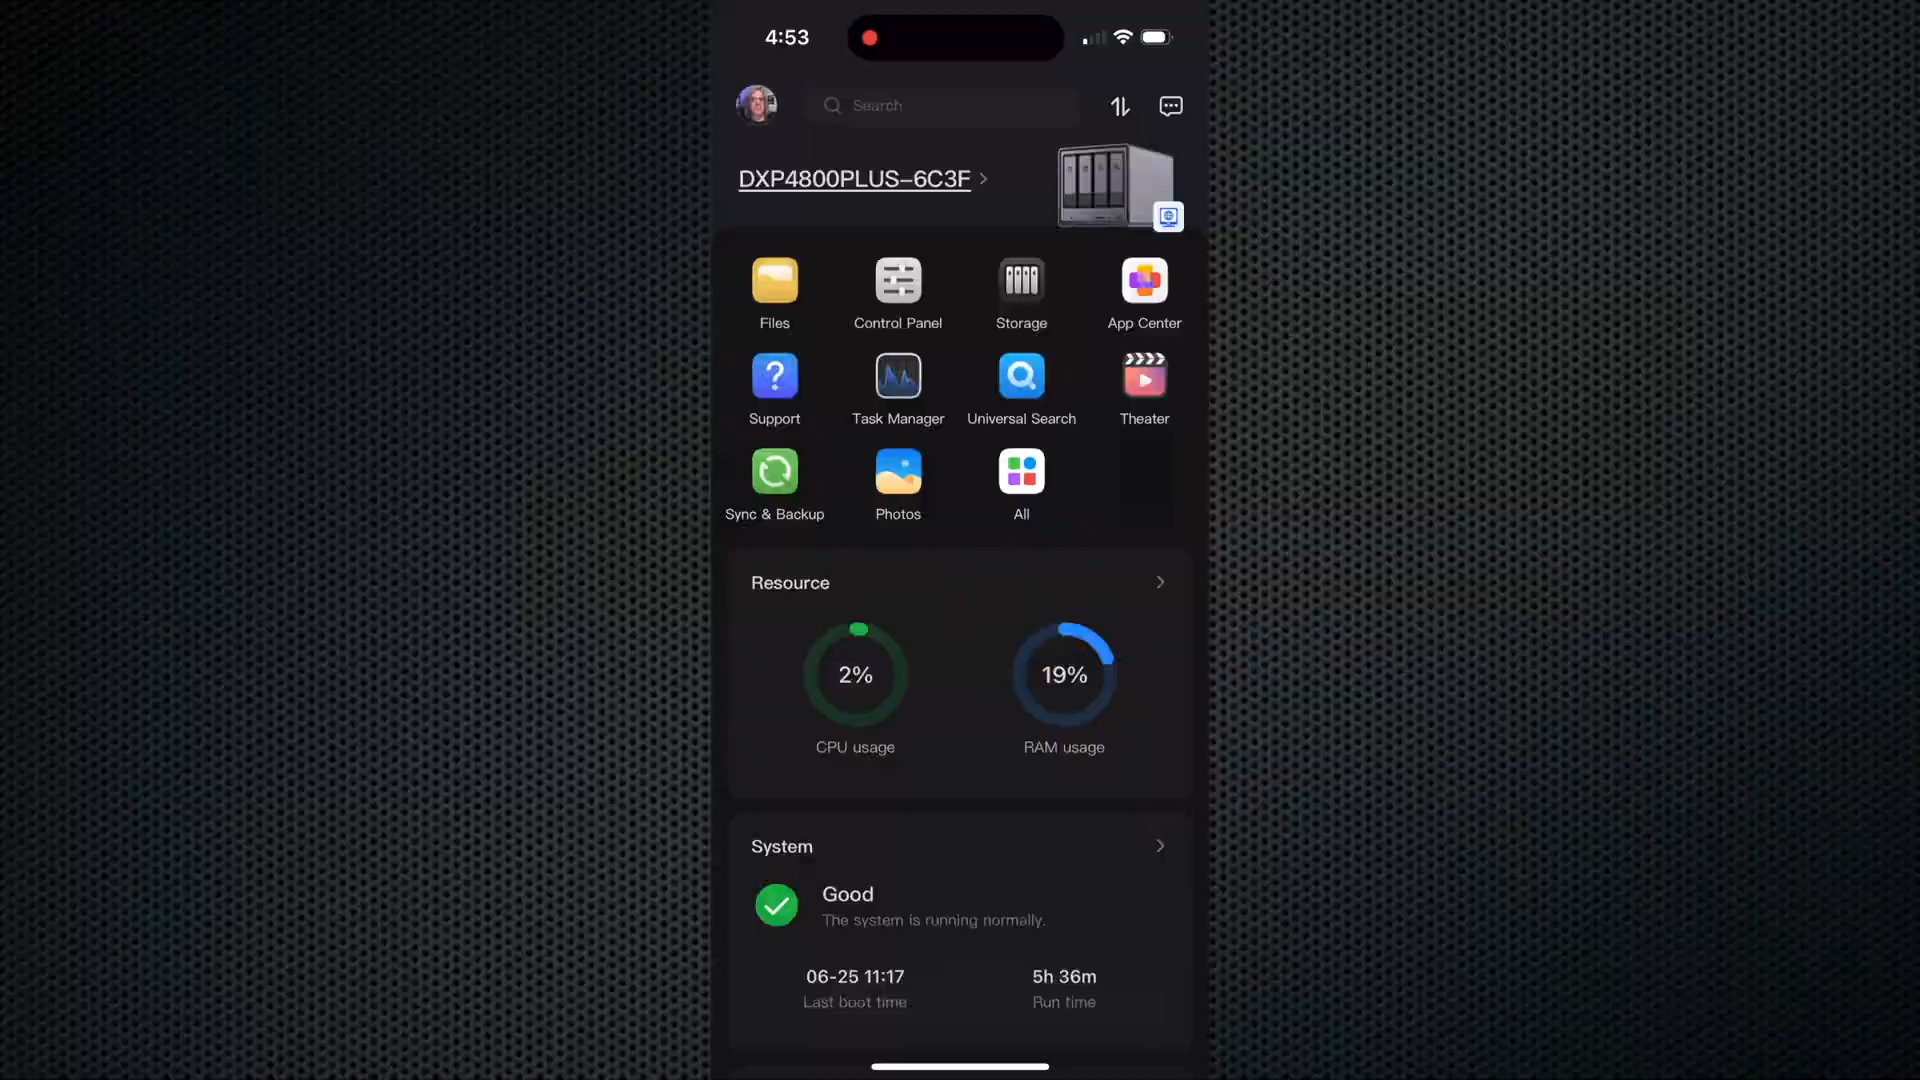 4:53
Search
DXP4800PLUS-6C3F
Files
Control Panel
Storage
App Center
Support
Task Manager
Universal Search
Theater
Sync & Backup
Photos
All
Resource
2%
19%
CPU usage
RAM usage
System
Good
The system is running normally.
06-25 11:17
5h 36m
Last boot time
Run time